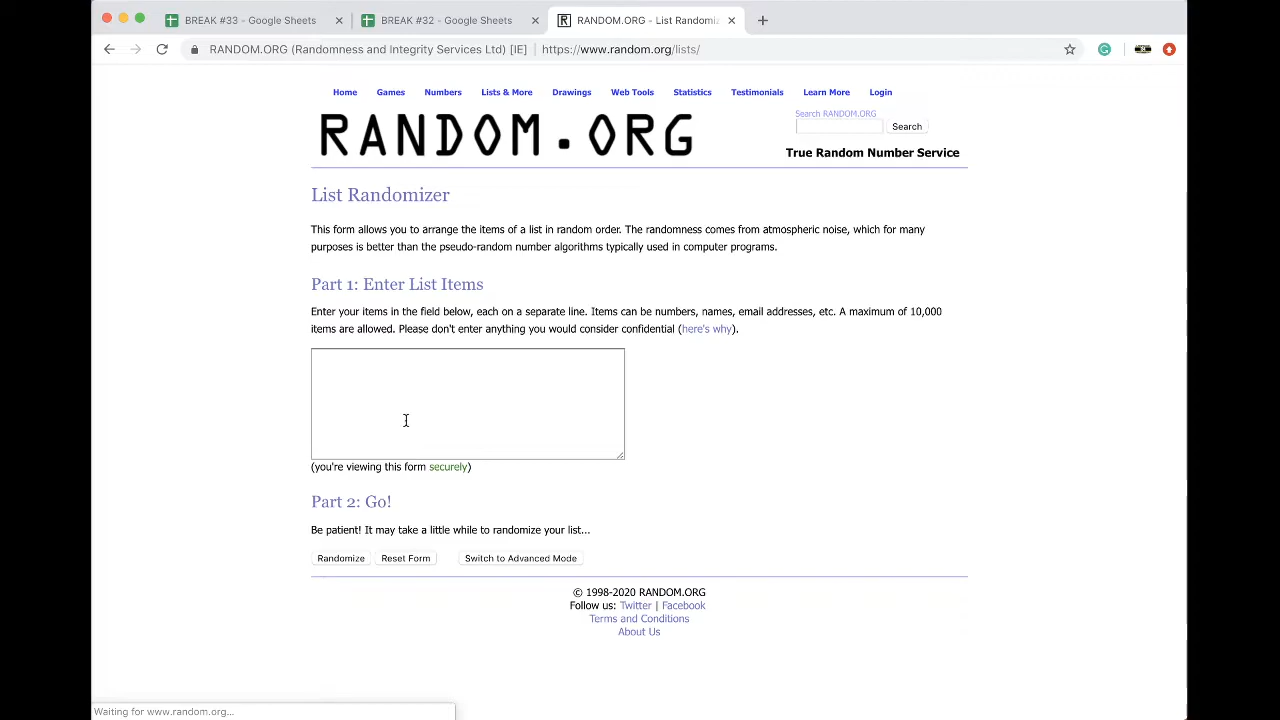 BREAK #33 - Google Sheets
BREAK #32 - Google Sheets
RANDOM.ORG - List Randomiz
RANDOM.ORG (Randomness and Integrity Services Ltd) [IE] | https://www.random.org/lists/
Home Games Numbers Lists & More Drawings Web Tools Statistics Testimonials Learn More Login
RANDOM.ORG
Search RANDOM.ORG
Search
True Random Number Service
List Randomizer
This form allows you to arrange the items of a list in random order. The randomness comes from atmospheric noise, which for many
purposes is better than the pseudo-random number algorithms typically used in computer programs.
Part 1: Enter List Items
Enter your items in the field below, each on a separate line. Items can be numbers, names, email addresses, etc. A maximum of 10,000
items are allowed. Please don't enter anything you would consider confidential (here's why).
(you're viewing this form securely)
Part 2: Go!
Be patient! It may take a little while to randomize your list...
Randomize Reset Form Switch to Advanced Mode
© 1998-2020 RANDOM.ORG
Follow us: Twitter | Facebook
Terms and Conditions
About Us
Waiting for www.random.org...